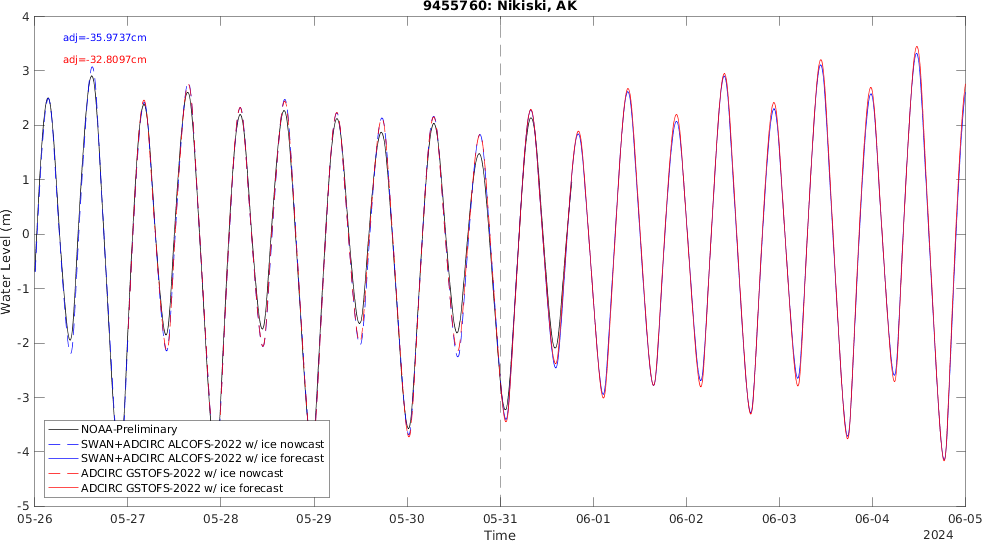 9455760: Nikiski, AK
adj=-35.9737cm
adj=-32.8097cm
Water Level (m)
4
3
2
1
0
-1
-2
-3
-4
-5
NOAA-Preliminary
SWAN+ADCIRC ALCOFS-2022 w/ ice nowcast
SWAN+ADCIRC ALCOFS-2022 w/ ice forecast
ADCIRC GSTOFS-2022 w/ ice nowcast
ADCIRC GSTOFS-2022 w/ ice forecast
05-26 05-27 05-28 05-29 05-30 05-31 06-01 06-02 06-03 06-04 06-05
Time
2024